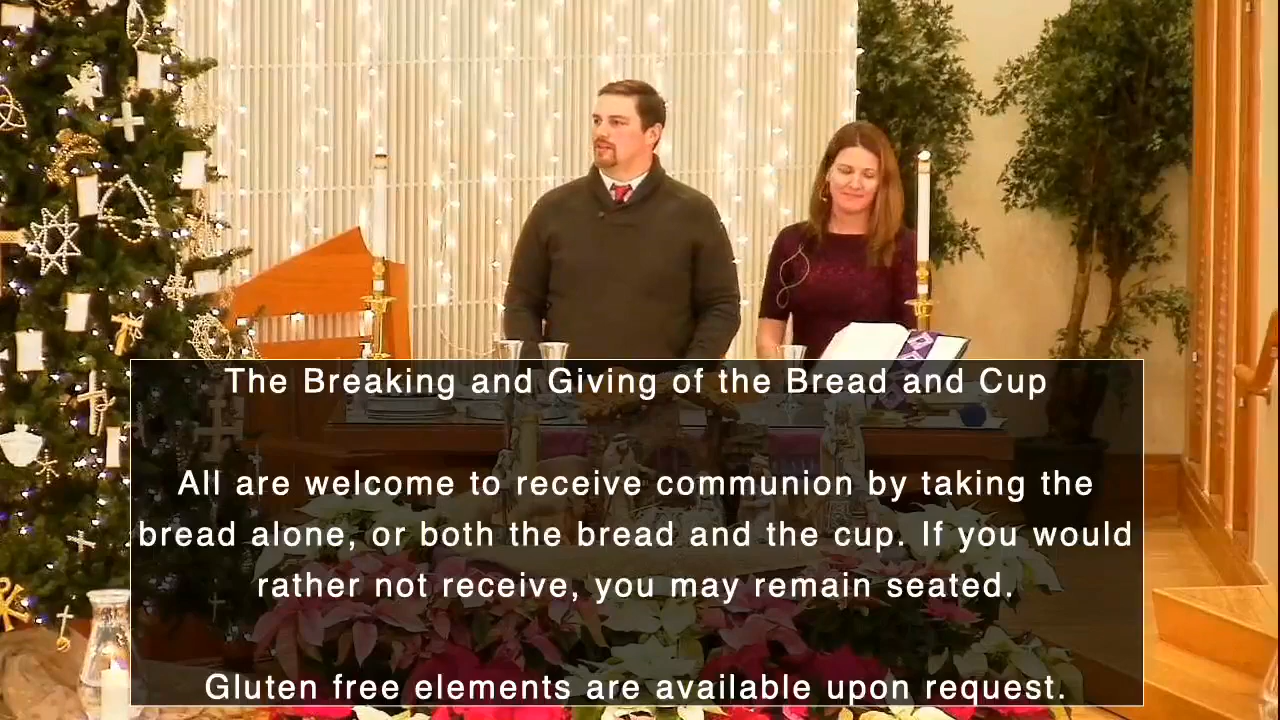 The Breaking and Giving of the Bread and Cup
All are welcome to receive communion by taking the
bread alone, or both the bread and the cup. If you would
rather not receive, you may remain seated.
Gluten free elements are available upon request.